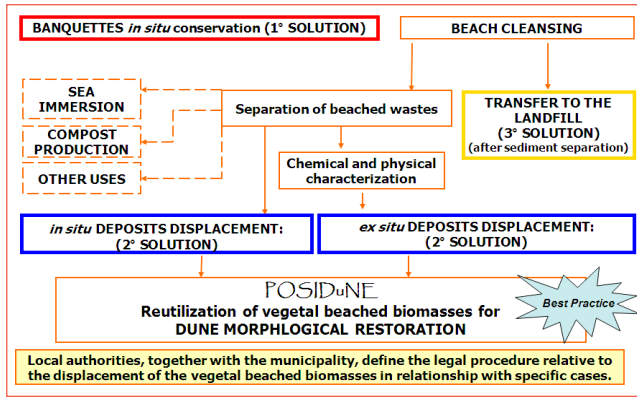 BANQUETTES in situ conservation (1° SOLUTION)
BEACH CLEANSING
SEA
IMMERSION
COMPOST
PRODUCTION
OTHER USES
Separation of beached wastes
TRANSFER TO THE
LANDFILL
(3° SOLUTION)
(after sediment separation)
Chemical and physical
characterization
in situ DEPOSITS DISPLACEMENT:
(2° SOLUTION)
ex situ DEPOSITS DISPLACEMENT:
(2° SOLUTION)
POSIDuNE
Reutilization of vegetal beached biomasses for
DUNE MORPHLOGICAL RESTORATION
Best Practice
Local authorities, together with the municipality, define the legal procedure relative to
the displacement of the vegetal beached biomasses in relationship with specific cases.